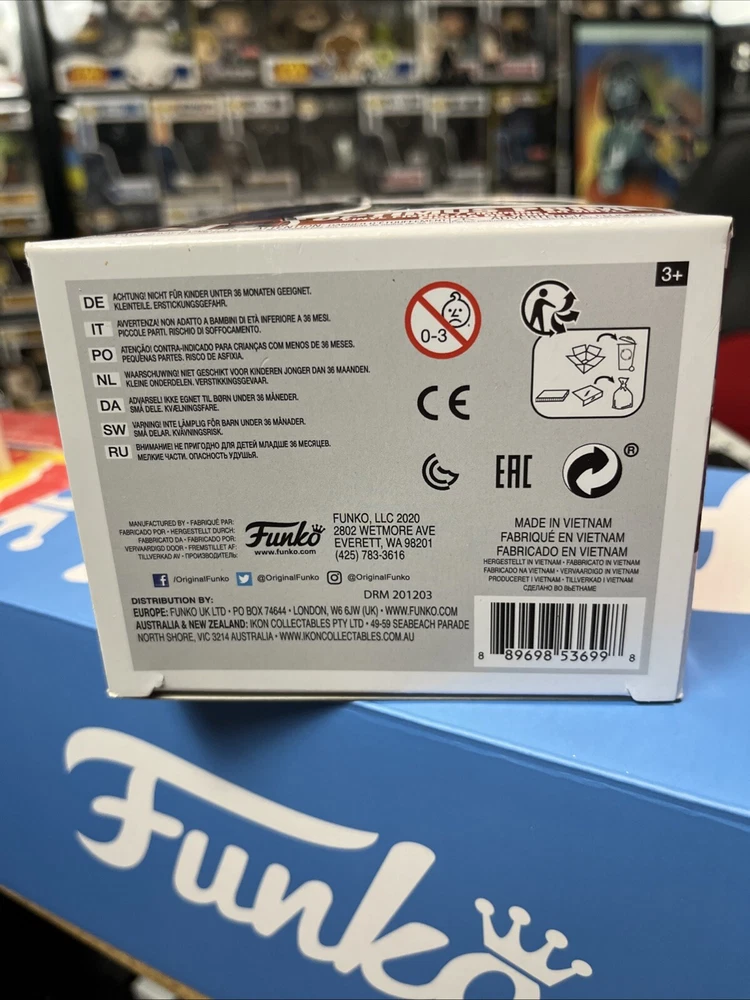 3+
DE ACHTUNG! NICHT FÜR KINDER UNTER 36 MONATEN GEEIGNET.
KLEINTEILE. ERSTICKUNGSGEFAHR.
IT AVVERTENZA! NON ADATTO A BAMBINI DI ETÀ INFERIORE A 36 MESI.
PICCOLE PARTI. RISCHIO DI SOFFOCAMENTO.
PO ATENÇÃO! CONTRA-INDICADO PARA CRIANÇAS COM MENOS DE 36 MESES.
PEQUENAS PARTES. RISCO DE ASFIXIA.
NL WAARSCHUWING! NIET GESCHIKT VOOR KINDEREN JONGER DAN 36 MAANDEN.
KLEINE ONDERDELEN. VERSTIKKINGSGEVAAR.
DA ADVARSEL! IKKE EGNET TIL BØRN UNDER 36 MÅNEDER.
SMÅ DELE. KVÆLNINGSFARE.
SW VARNING! INTE LÄMPLIG FÖR BARN UNDER 36 MÅNADER.
SMÅ DELAR. KVÄVNINGSRISK.
RU ВНИМАНИЕ! НЕ ПРИГОДНО ДЛЯ ДЕТЕЙ МЛАДШЕ 36 МЕСЯЦЕВ.
МЕЛКИЕ ЧАСТИ. ОПАСНОСТЬ УДУШЬЯ.
0-3
CE
EAC
®
MANUFACTURED BY • FABRIQUÉ PAR:
FABRICADO POR • HERGESTELLT DURCH:
FABBRICATO DA • FABRICADO POR:
VERVAARDIGD DOOR • FREMSTILLET AF:
TILLVERKAD AV • ПРОИЗВОДИТЕЛЬ:
Funko
www.funko.com
FUNKO, LLC 2020
2802 WETMORE AVE
EVERETT, WA 98201
(425) 783-3616
f /OriginalFunko @OriginalFunko @OriginalFunko
DRM 201203
DISTRIBUTION BY:
EUROPE: FUNKO UK LTD • PO BOX 74644 • LONDON, W6 6JW (UK) • WWW.FUNKO.COM
AUSTRALIA & NEW ZEALAND: IKON COLLECTABLES PTY LTD • 49-59 SEABEACH PARADE
NORTH SHORE, VIC 3214 AUSTRALIA • WWW.IKONCOLLECTABLES.COM.AU
MADE IN VIETNAM
FABRIQUÉ EN VIETNAM
FABRICADO EN VIETNAM
HERGESTELLT IN VIETNAM • FABBRICATO IN VIETNAM
FABRICADO NA VIETNAM • VERVAARDIGD IN VIETNAM
PRODUCERET I VIETNAM • TILLVERKAD I VIETNAM
СДЕЛАНО ВО ВЬЕТНАМЕ
8 89698 53699 8
Funko